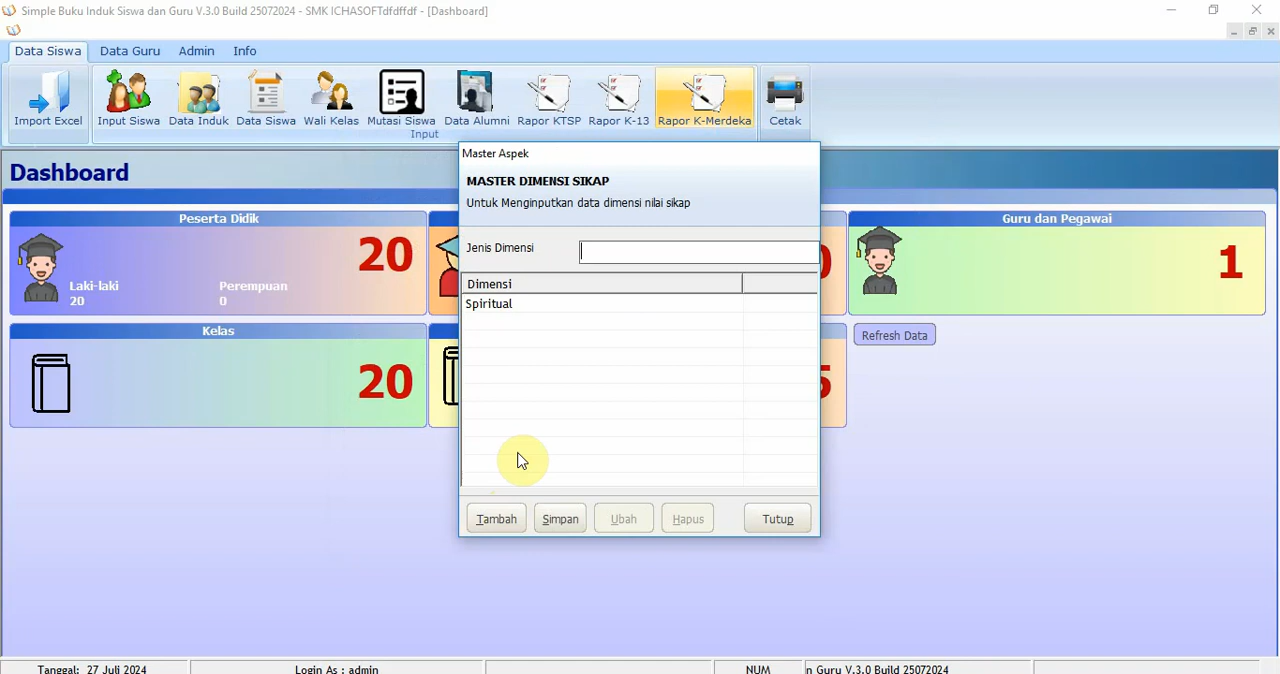 Simple Buku Induk Siswa dan Guru V.3.0 Build 25072024 - SMK ICHASOFTdfdffdf - [Dashboard]
Data Siswa Data Guru Admin Info
Import Excel Input Siswa Data Induk Data Siswa Wali Kelas Mutasi Siswa Data Alumni Rapor KTSP Rapor K-13 Rapor K-Merdeka Cetak
Input
Dashboard
Peserta Didik
20
Laki-laki
20
Perempuan
0
Guru dan Pegawai
1
Kelas
20
Refresh Data
Master Aspek
MASTER DIMENSI SIKAP
Untuk Menginputkan data dimensi nilai sikap
Jenis Dimensi
Dimensi
Spiritual
Tambah Simpan Ubah Hapus Tutup
Tanggal: 27 Juli 2024 Login As : admin NUM n Guru V.3.0 Build 25072024